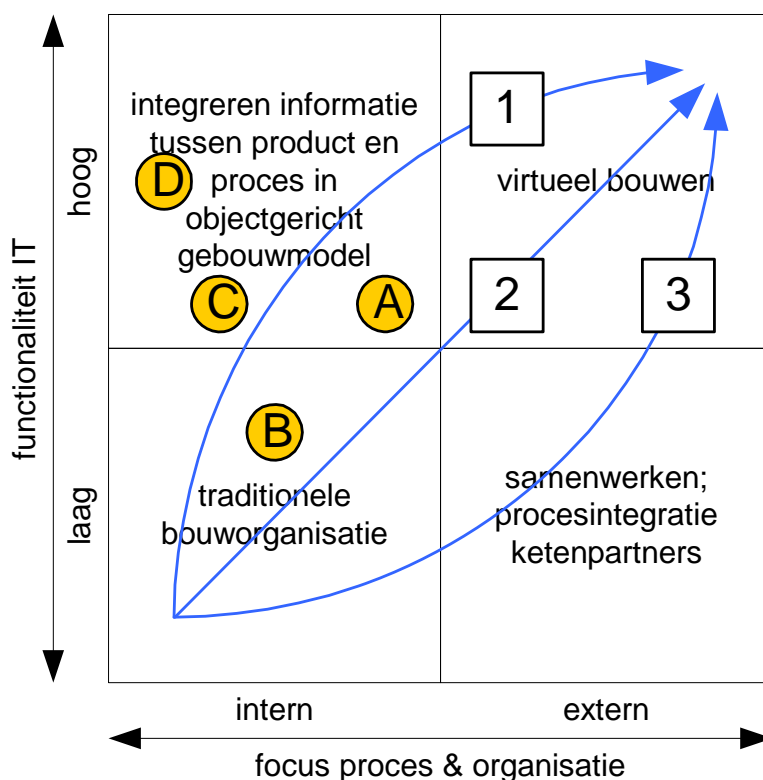 integreren informatie
tussen product en
proces in
objectgericht
gebouwmodel
D
C
A
1
virtueel bouwen
2
3
B
traditionele
bouworganisatie
samenwerken;
procesintegratie
ketenpartners
hoog
laag
functionaliteit IT
intern
extern
focus proces & organisatie